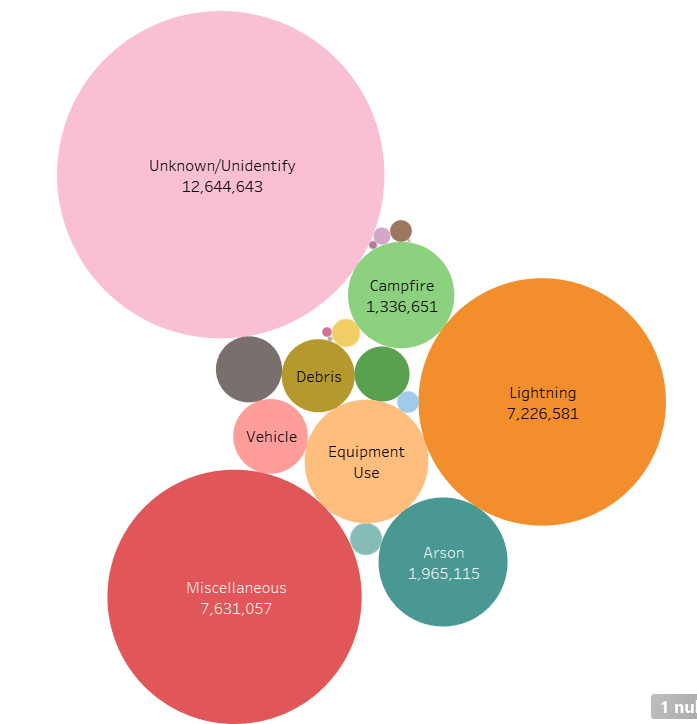 Unknown/Unidentify
12,644,643
Campfire
1,336,651
Debris
Lightning
7,226,581
Vehicle
Equipment
Use
Arson
1,965,115
Miscellaneous
7,631,057
1